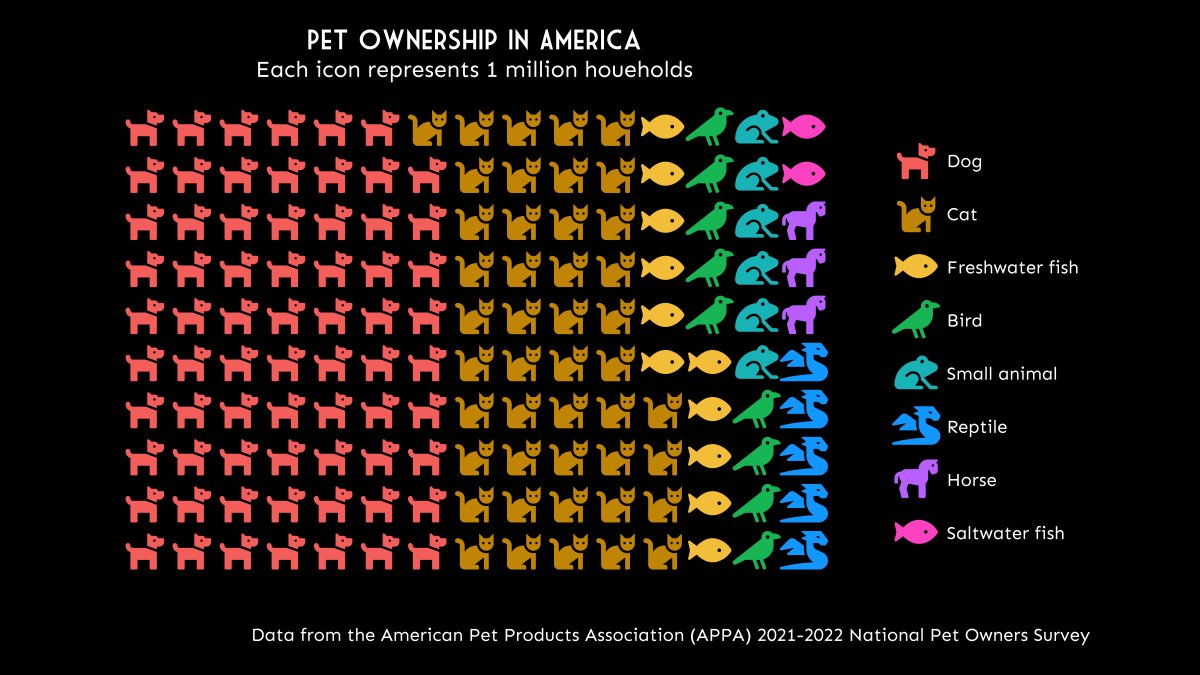 PET OWNERSHIP IN AMERICA
Each icon represents 1 million houeholds
Dog
Cat
Freshwater fish
Bird
Small animal
Reptile
Horse
Saltwater fish
Data from the American Pet Products Association (APPA) 2021-2022 National Pet Owners Survey